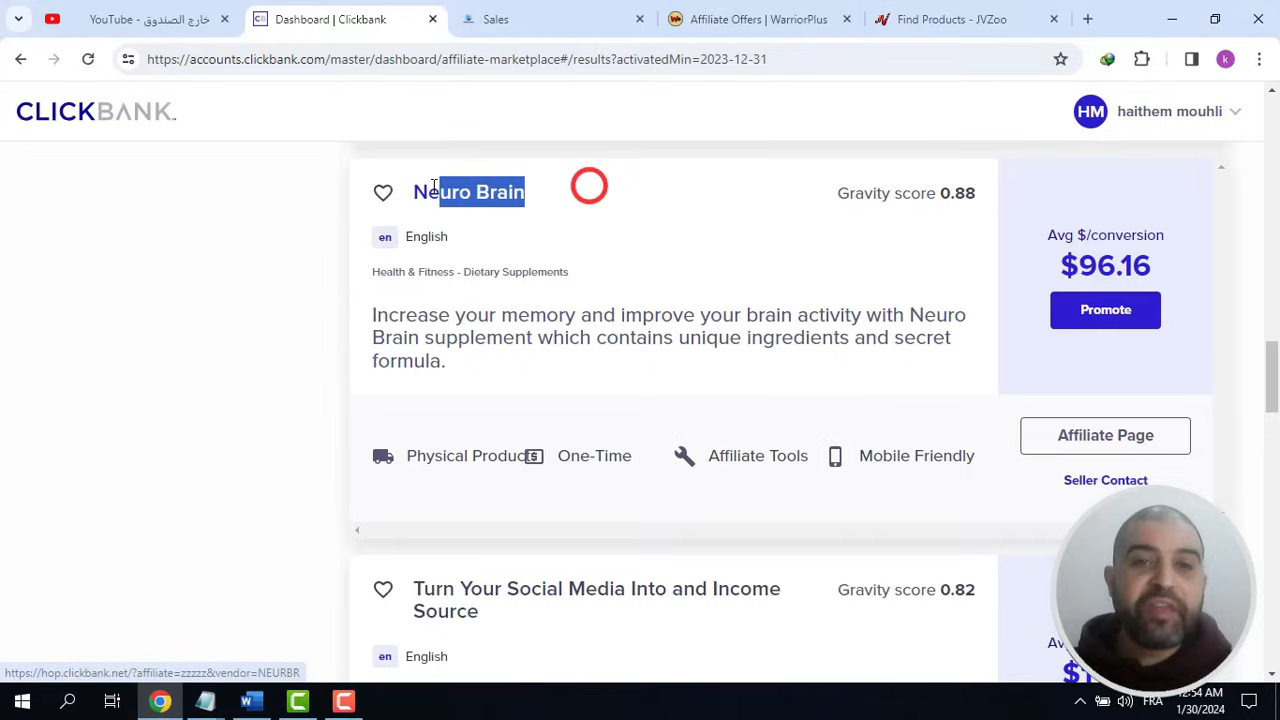 YouTube - خارج الصندوق
Dashboard | Clickbank
Sales
Affiliate Offers | WarriorPlus
Find Products - JVZoo
https://accounts.clickbank.com/master/dashboard/affiliate-marketplace#/results?activatedMin=2023-12-31
k
CLICKBANK
HM
haithem mouhli
Neuro Brain
Gravity score 0.88
en English
Health & Fitness - Dietary Supplements
Increase your memory and improve your brain activity with Neuro
Brain supplement which contains unique ingredients and secret
formula.
Avg $/conversion
$96.16
Promote
Physical Produc
One-Time
Affiliate Tools
Mobile Friendly
Affiliate Page
Seller Contact
Turn Your Social Media Into and Income
Source
Gravity score 0.82
en English
https://hop.clickbank.net/?affiliate=zzzzz&vendor=NEURBR
FRA
12:54 AM
1/30/2024